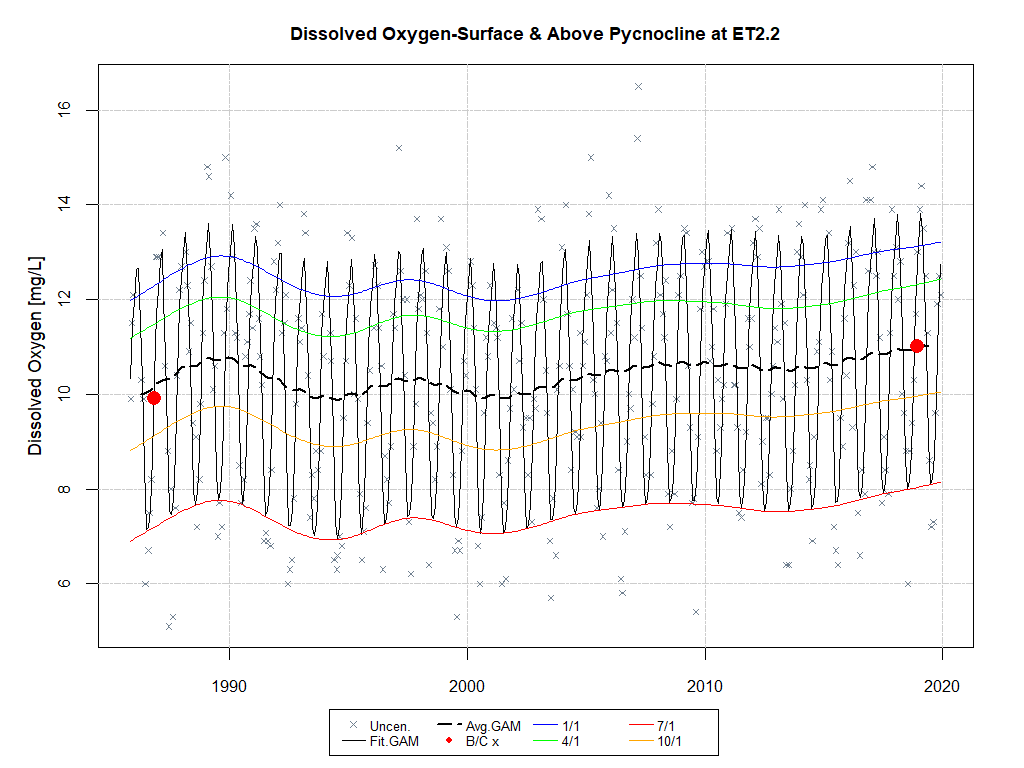 Dissolved Oxygen-Surface & Above Pycnocline at ET2.2
Dissolved Oxygen [mg/L]
16
14
12
10
8
6
1990 2000 2010 2020
Uncen. Avg.GAM 1/1 7/1
Fit.GAM B/C x 4/1 10/1